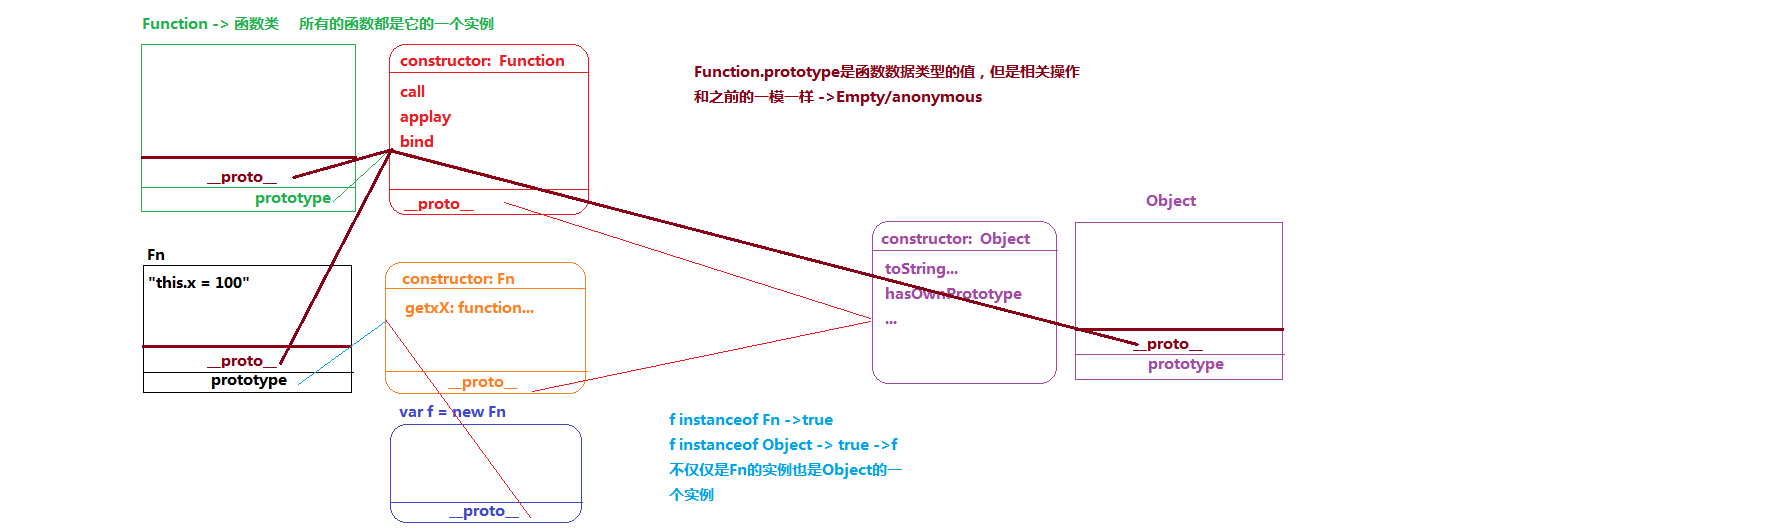 Function -> 函数类    所有的函数都是它的一个实例
__proto__
prototype
constructor:  Function
call
applay
bind
__proto__
Function.prototype是函数数据类型的值，但是相关操作
和之前的一模一样 ->Empty/anonymous
Fn
"this.x = 100"
__proto__
prototype
constructor: Fn
getxX: function...
__proto__
var f = new Fn
__proto__
Object
constructor:  Object
toString...
hasOwnPrototype
...
__proto__
prototype
f instanceof Fn ->true
f instanceof Object -> true ->f
不仅仅是Fn的实例也是Object的一
个实例